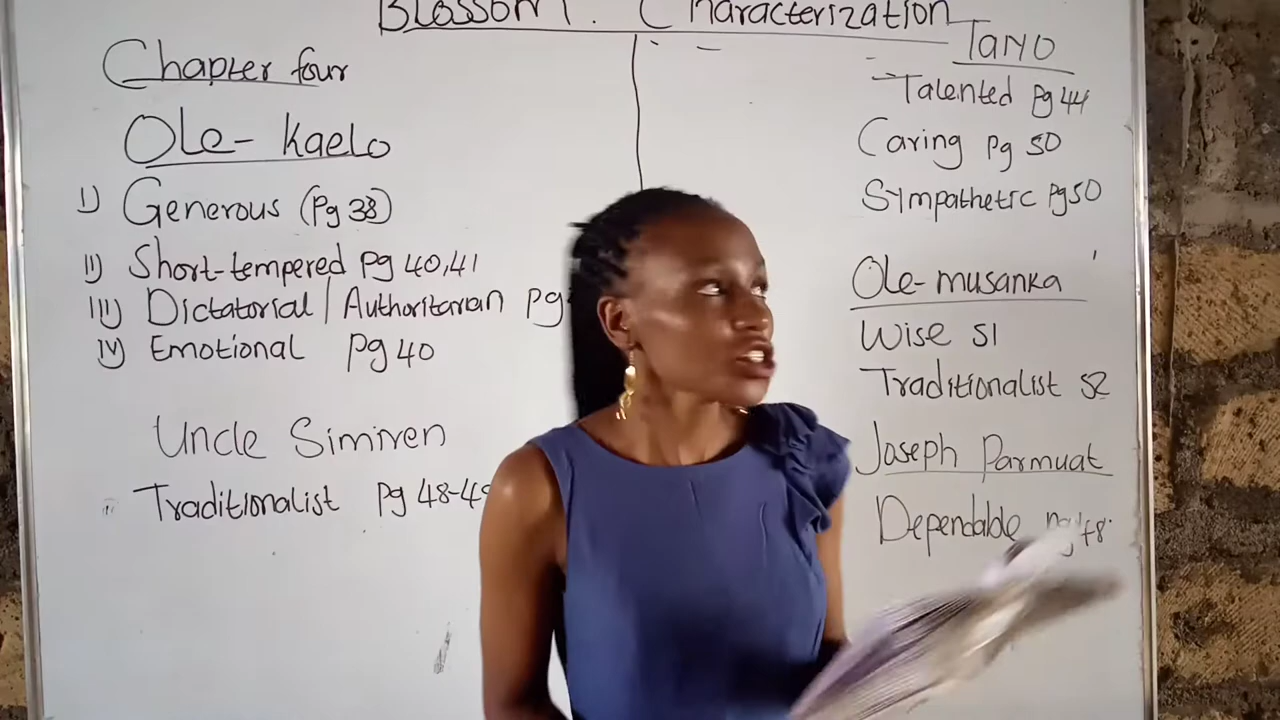 Blossom: Characterization
Chapter four
Ole-Kaelo
I) Generous (Pg 38)
II) Short-tempered Pg 40,41
III) Dictatorial/Authoritarian pg
IV) Emotional Pg 40
Uncle Simiren
Traditionalist Pg 48-49
Taiyo
Talented pg 44
Caring pg 50
Sympathetic pg 50
Ole-musanka
Wise 51
Traditionalist 52
Joseph Parmuat
Dependable pg 48